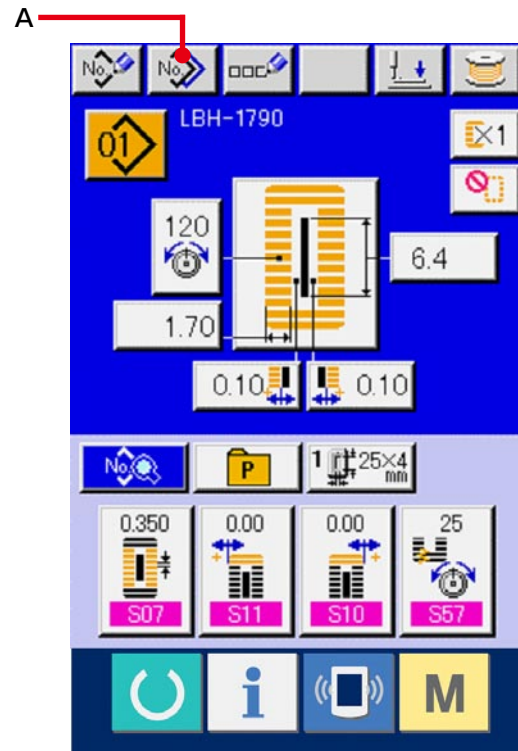 A
No. No.
01 LBH-1790 ×1
120
6.4
1.70
0.10 0.10
No. P 1 25×4 mm
0.350 0.00 0.00 25
S07 S11 S10 S57
i M